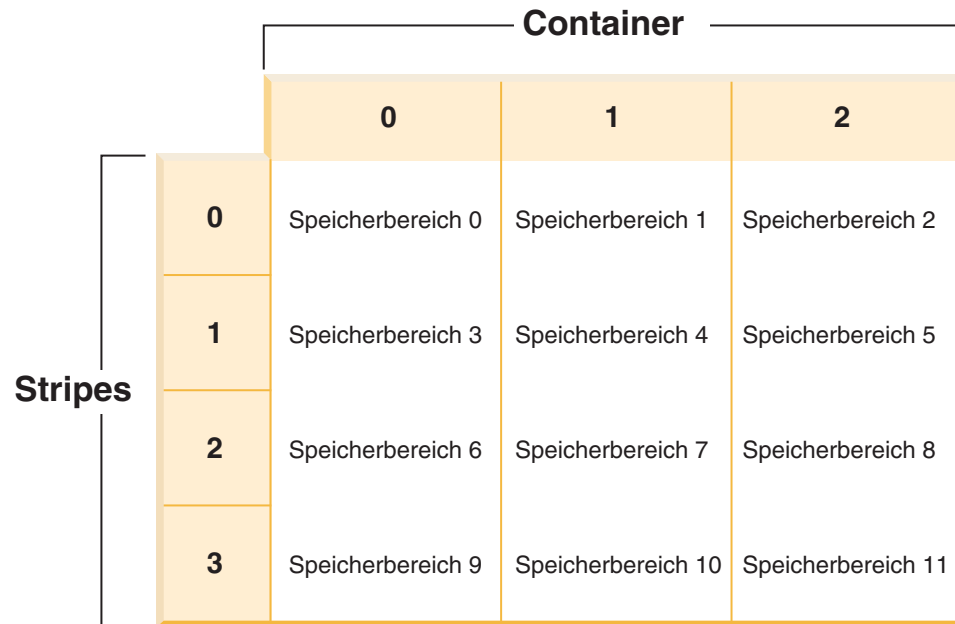 Container
0 1 2
0 Speicherbereich 0 Speicherbereich 1 Speicherbereich 2
1 Speicherbereich 3 Speicherbereich 4 Speicherbereich 5
Stripes
2 Speicherbereich 6 Speicherbereich 7 Speicherbereich 8
3 Speicherbereich 9 Speicherbereich 10 Speicherbereich 11